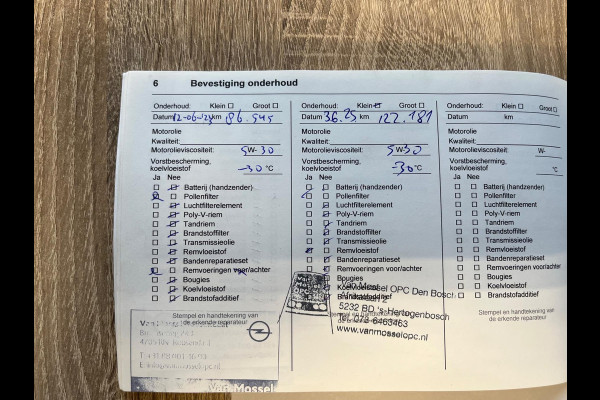 6 Bevestiging onderhoud
Onderhoud: Klein Groot
Datum 12-06-'23 km 86.545
Motorolie
Kwaliteit:
Motorolieviscositeit: 5W-30
Vorstbescherming,
koelvloeistof -30 °C
Ja Nee
Batterij (handzender)
Pollenfilter
Luchtfilterelement
Poly-V-riem
Tandriem
Brandstoffilter
Transmissieolie
Remvloeistof
Bandenreparatieset
Remvoeringen voor/achter
Bougies
Koelvloeistof
Brandstofadditief
Stempel en handtekening van
de erkende reparateur
Van Mossel
Onderhoud: Klein Groot
Datum 36.25 km 122.181
Motorolie
Kwaliteit:
Motorolieviscositeit: 5W-30
Vorstbescherming,
koelvloeistof -30 °C
Ja Nee
Batterij (handzender)
Pollenfilter
Luchtfilterelement
Poly-V-riem
Tandriem
Brandstoffilter
Transmissieolie
Remvloeistof
Bandenreparatieset
Remvoeringen voor/achter
Bougies
Koelvloeistof
Brandstofadditief
Van Mossel OPC Den Bosch
5232 BD 's-Hertogenbosch
www.vanmosselopc.nl
Onderhoud: Klein Groot
Datum km
Motorolie
Kwaliteit:
Motorolieviscositeit: W-
Vorstbescherming,
koelvloeistof °C
Ja Nee
Batterij (handzender)
Pollenfilter
Luchtfilterelement
Poly-V-riem
Tandriem
Brandstoffilter
Transmissieolie
Remvloeistof
Bandenreparatieset
Remvoeringen voor/achter
Bougies
Koelvloeistof
Brandstofadditief
Stempel en handtekening van
de erkende reparateur